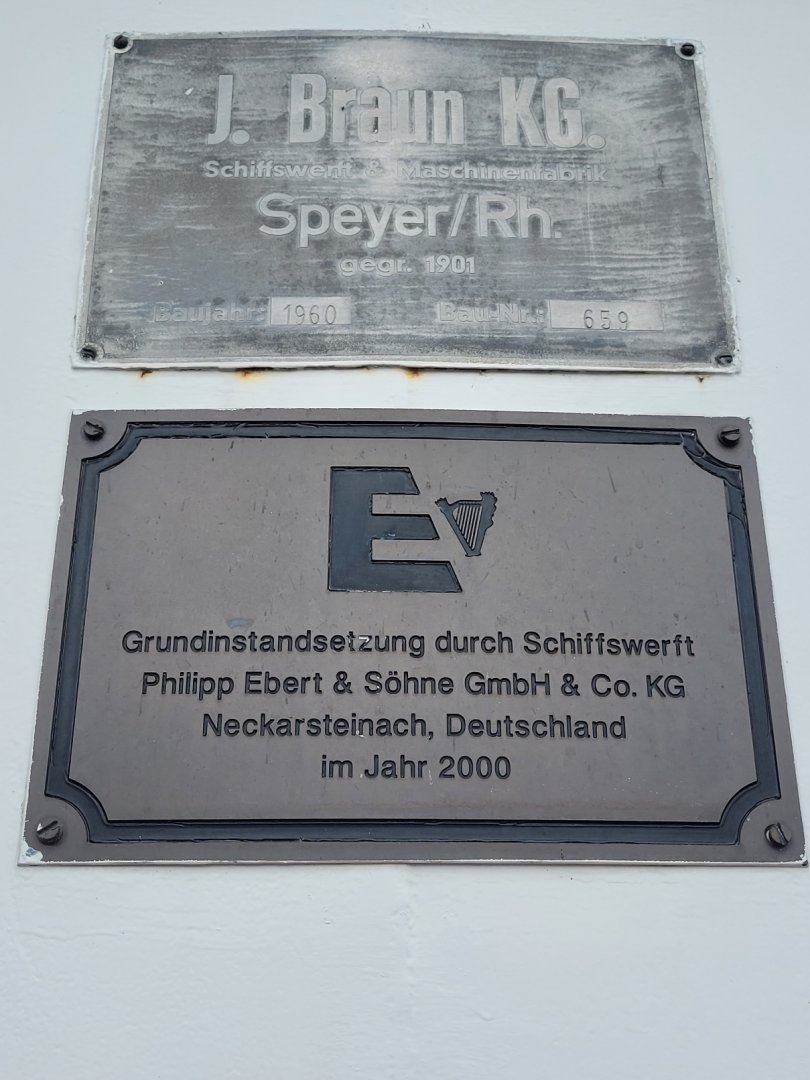 J. Braun KG.
Schiffswerft & Maschinenfabrik
Speyer/Rh.
gegr. 1901
Baujahr: 1960 Bau-Nr.: 659
E
Grundinstandsetzung durch Schiffswerft
Philipp Ebert & Söhne GmbH & Co. KG
Neckarsteinach, Deutschland
im Jahr 2000